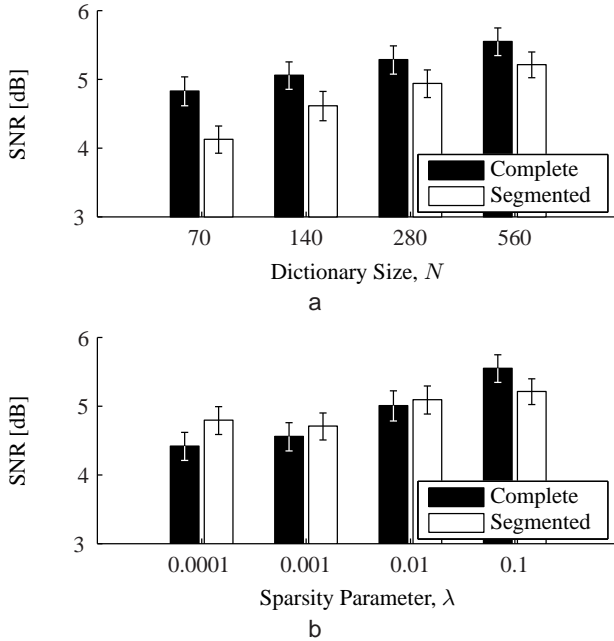 6
5
4
3
SNR [dB]
Complete
Segmented
70 140 280 560
Dictionary Size, N
a
6
5
4
3
SNR [dB]
Complete
Segmented
0.0001 0.001 0.01 0.1
Sparsity Parameter, λ
b